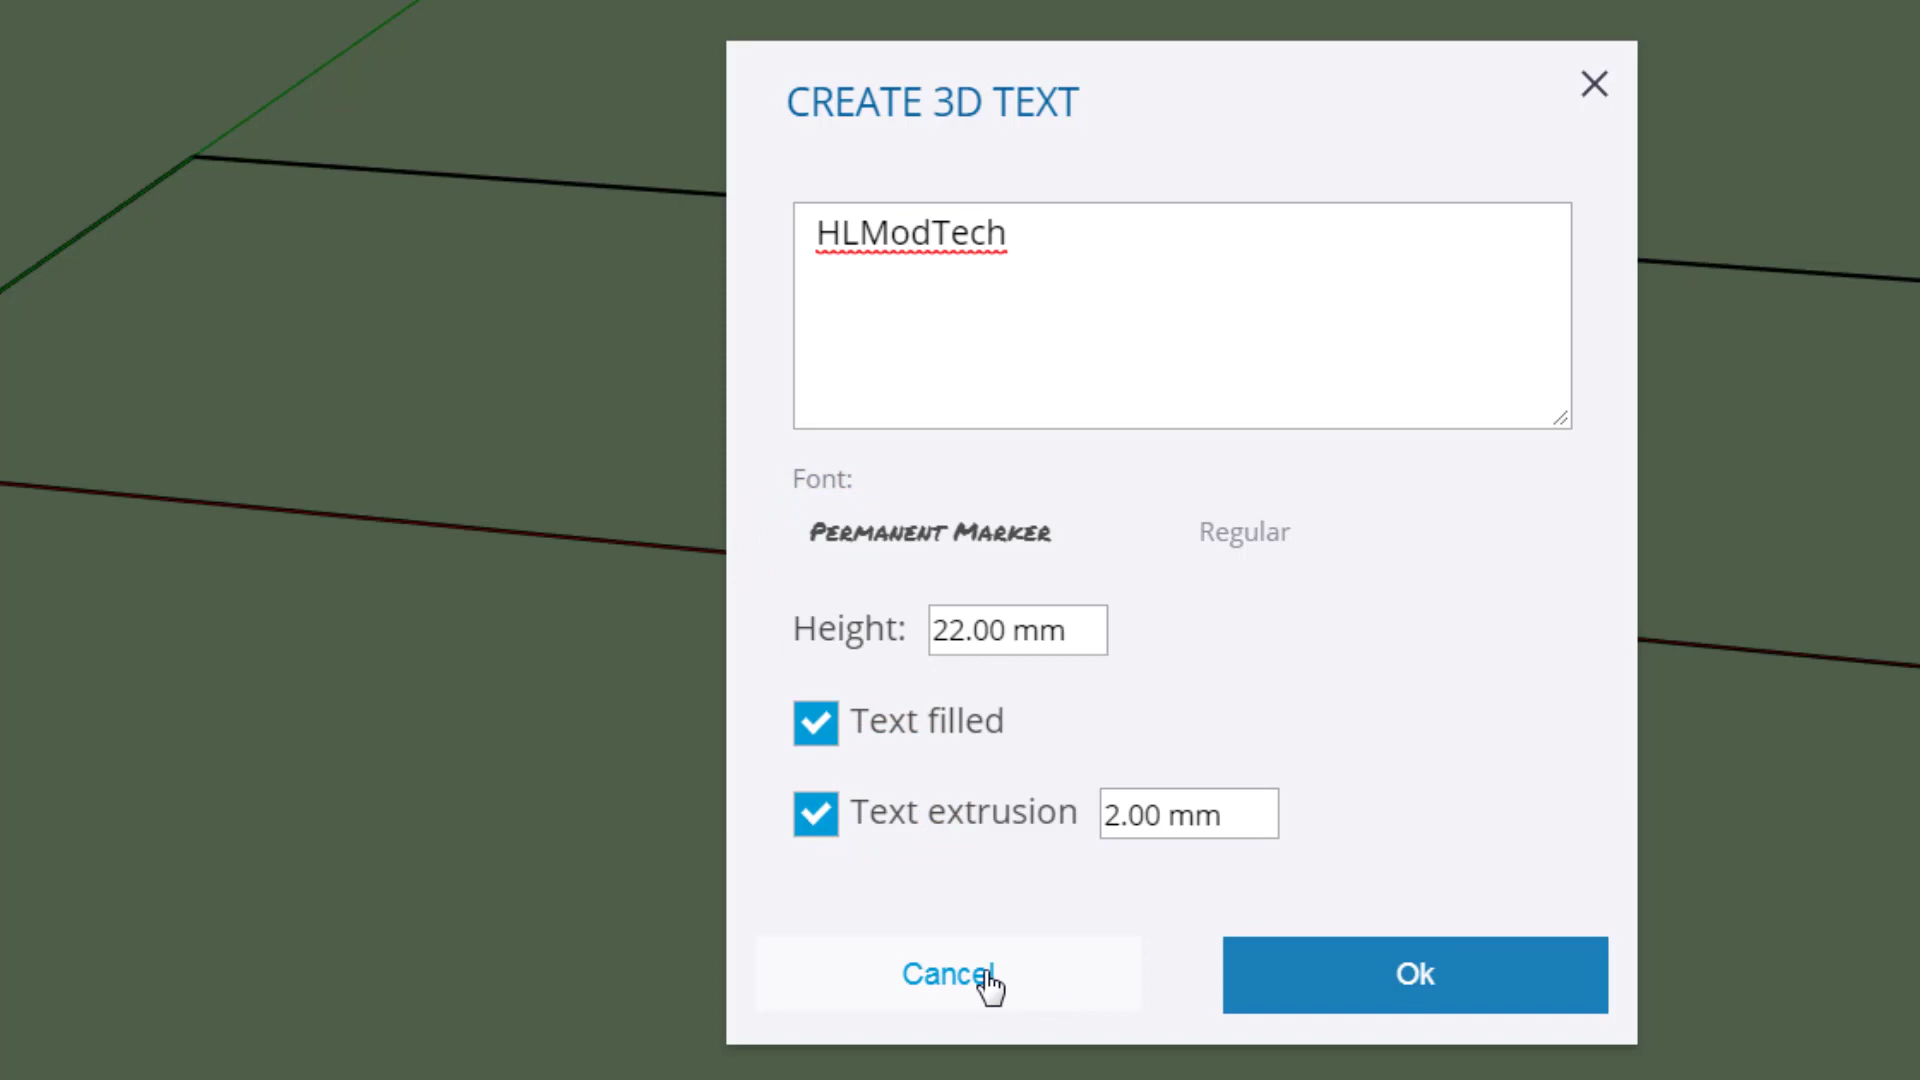 CREATE 3D TEXT
HLModTech
Font:
Permanent Marker Regular
Height: 22.00 mm
Text filled
Text extrusion 2.00 mm
Cancel Ok